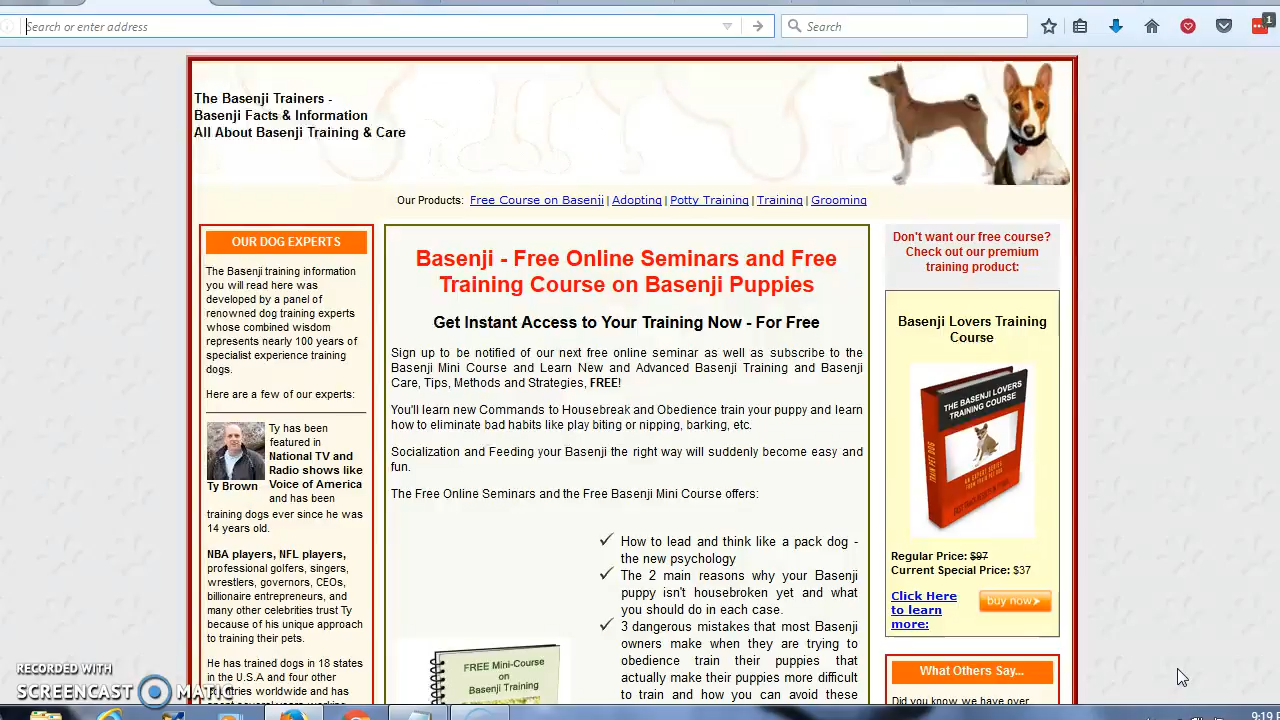 Search or enter address
Search
1
The Basenji Trainers -
Basenji Facts & Information
All About Basenji Training & Care
Our Products: Free Course on Basenji | Adopting | Potty Training | Training | Grooming
OUR DOG EXPERTS
The Basenji training information
you will read here was
developed by a panel of
renowned dog training experts
whose combined wisdom
represents nearly 100 years of
specialist experience training
dogs.
Here are a few of our experts:
Ty Brown
Ty has been
featured in
National TV and
Radio shows like
Voice of America
and has been
training dogs ever since he was
14 years old.
NBA players, NFL players,
professional golfers, singers,
wrestlers, governors, CEOs,
billionaire entrepreneurs, and
many other celebrities trust Ty
because of his unique approach
to training their pets.
He has trained dogs in 18 states
in the U.S.A and four other
countries worldwide and has
Basenji - Free Online Seminars and Free
Training Course on Basenji Puppies
Get Instant Access to Your Training Now - For Free
Sign up to be notified of our next free online seminar as well as subscribe to the
Basenji Mini Course and Learn New and Advanced Basenji Training and Basenji
Care, Tips, Methods and Strategies, FREE!
You'll learn new Commands to Housebreak and Obedience train your puppy and learn
how to eliminate bad habits like play biting or nipping, barking, etc.
Socialization and Feeding your Basenji the right way will suddenly become easy and
fun.
The Free Online Seminars and the Free Basenji Mini Course offers:
How to lead and think like a pack dog -
the new psychology
The 2 main reasons why your Basenji
puppy isn't housebroken yet and what
you should do in each case.
3 dangerous mistakes that most Basenji
owners make when they are trying to
obedience train their puppies that
actually make their puppies more difficult
to train and how you can avoid these
FREE Mini-Course
on
Basenji Training
Don't want our free course?
Check out our premium
training product:
Basenji Lovers Training
Course
THE BASENJI LOVERS
TRAINING COURSE
TRAIN PET DOG
Regular Price: $97
Current Special Price: $37
Click Here
to learn
more:
buy now
What Others Say...
Did you know we have over
RECORDED WITH
SCREENCAST MATIC
9:19